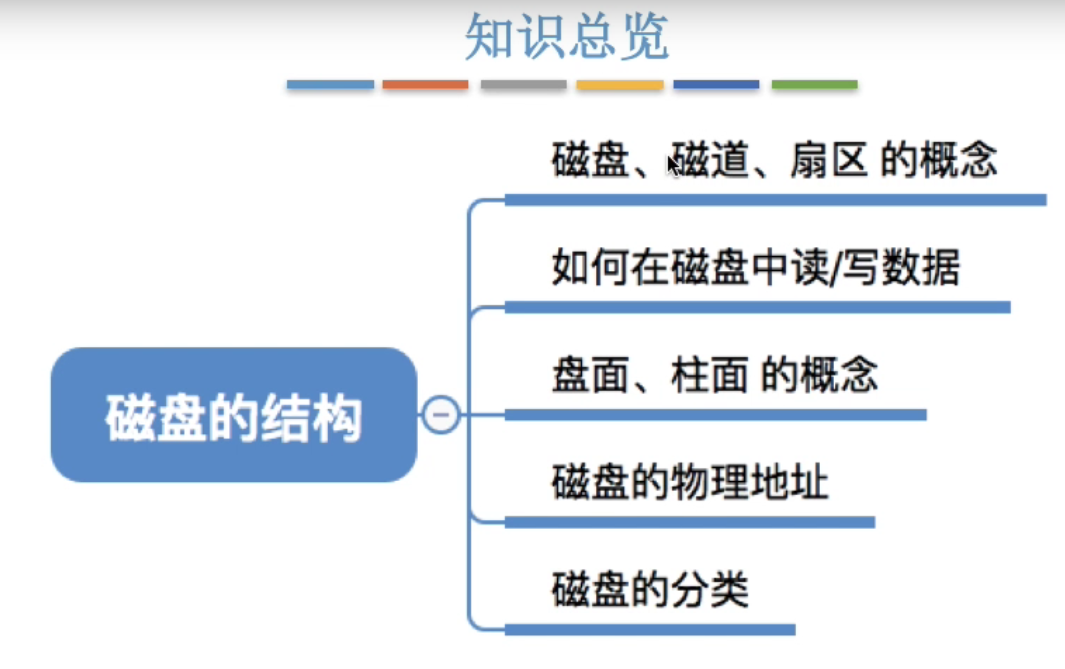 知识总览
磁盘、磁道、扇区 的概念
如何在磁盘中读/写数据
盘面、柱面 的概念
磁盘的结构
磁盘的物理地址
磁盘的分类